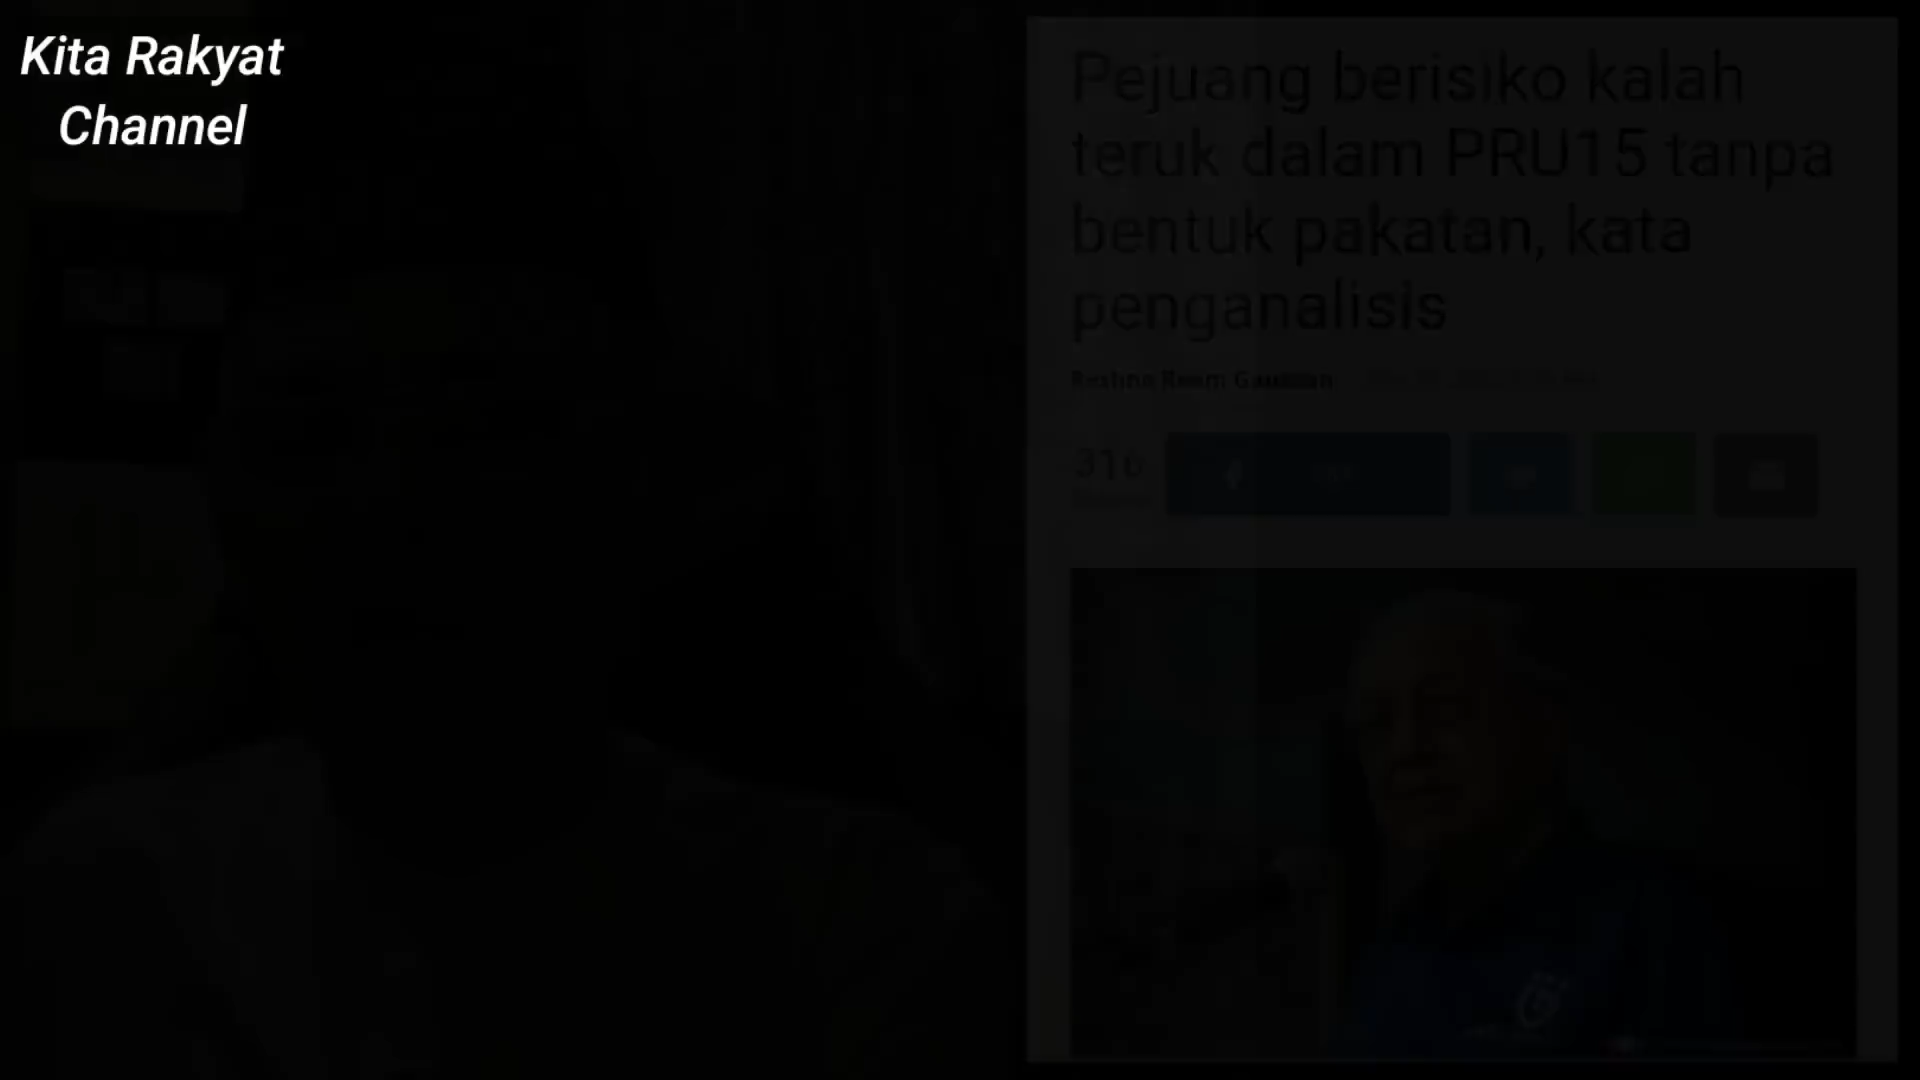 Kita Rakyat
Channel
Pejuang berisiko kalah
teruk dalam PRU15 tanpa
bentuk pakatan, kata
penganalisis